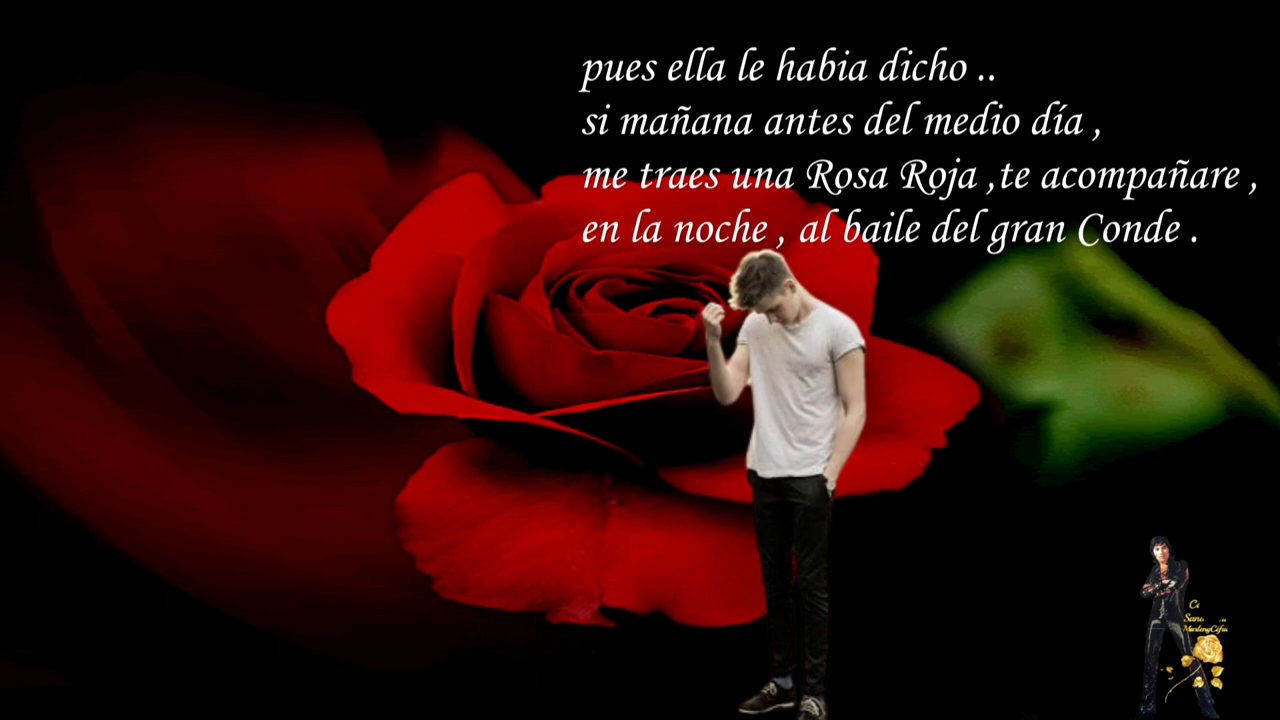 pues ella le habia dicho ..
si mañana antes del medio día ,
me traes una Rosa Roja ,te acompañare ,
en la noche , al baile del gran Conde .